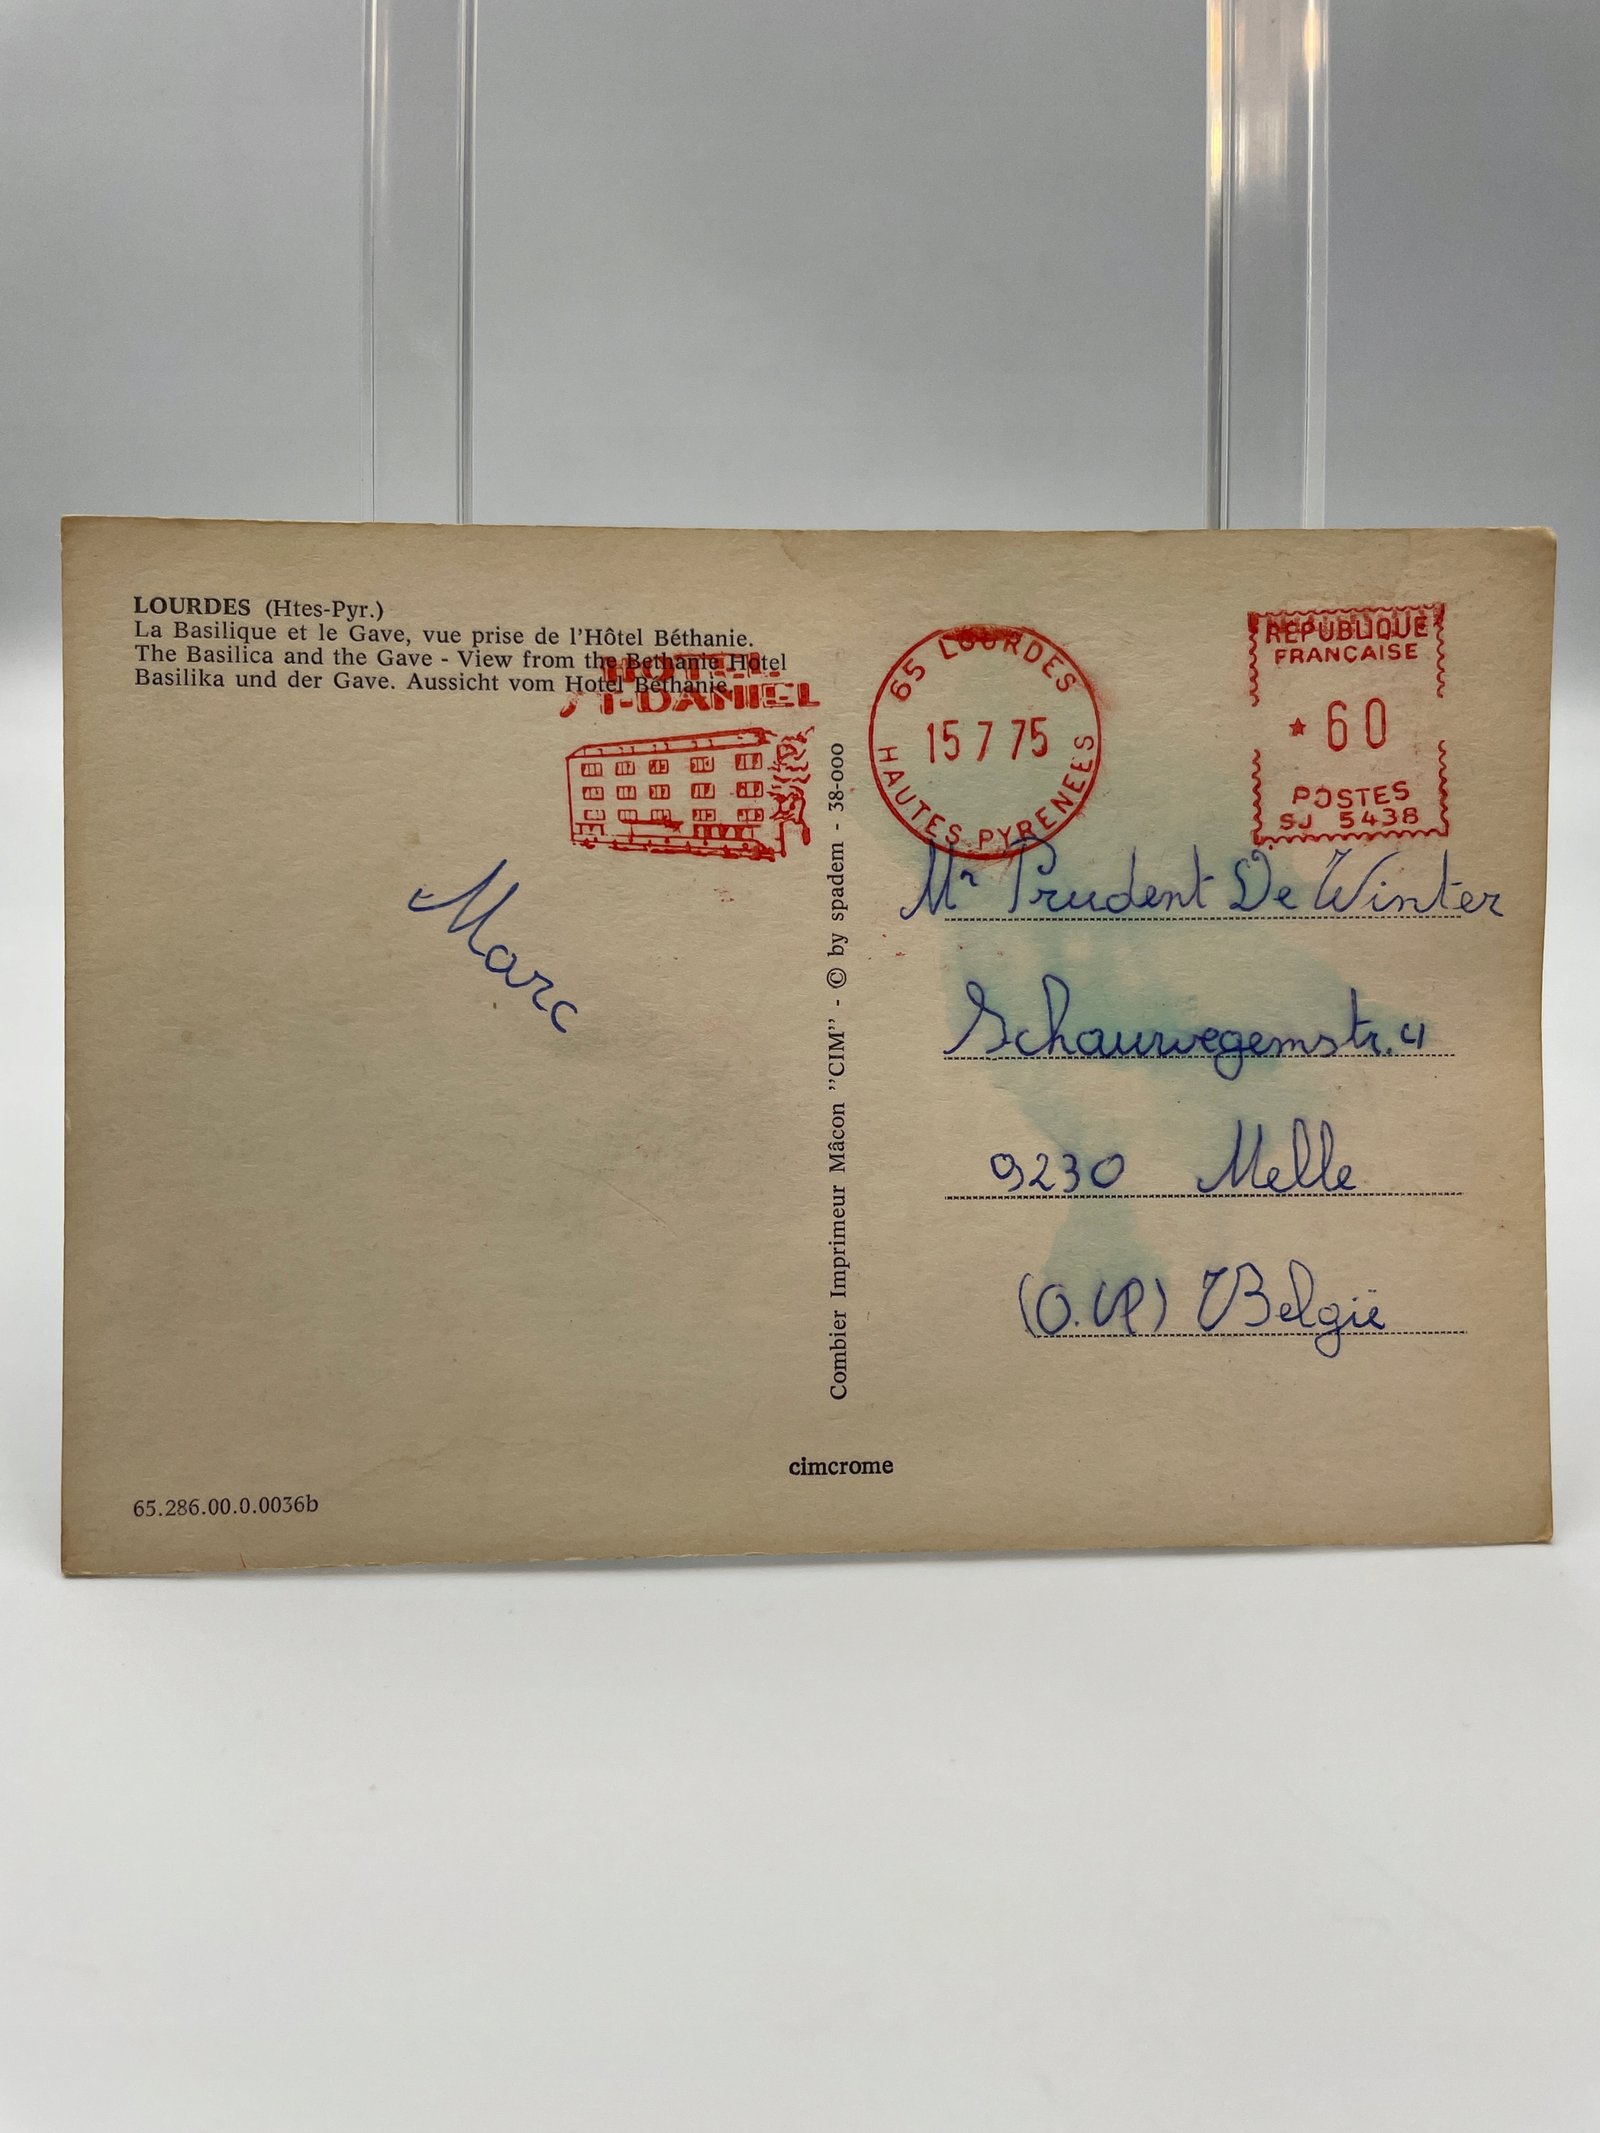 LOURDES (Htes-Pyr.)
La Basilique et le Gave, vue prise de l'Hôtel Béthanie.
The Basilica and the Gave - View from the Bethanie Hotel
Basilika und der Gave. Aussicht vom Hotel Béthanie.
HOTEL
ST-DANIEL
65 LOURDES
15 7 75
HAUTES PYRENEES
REPUBLIQUE
FRANCAISE
* 60
POSTES
SJ 5438
Marc
Combier Imprimeur Mâcon "CIM" - © by spadem - 38-000
Mr Prudent De Winter
Schauwegemstr. 4
9230 Melle
(O.Vl) België
cimcrome
65.286.00.0.0036b